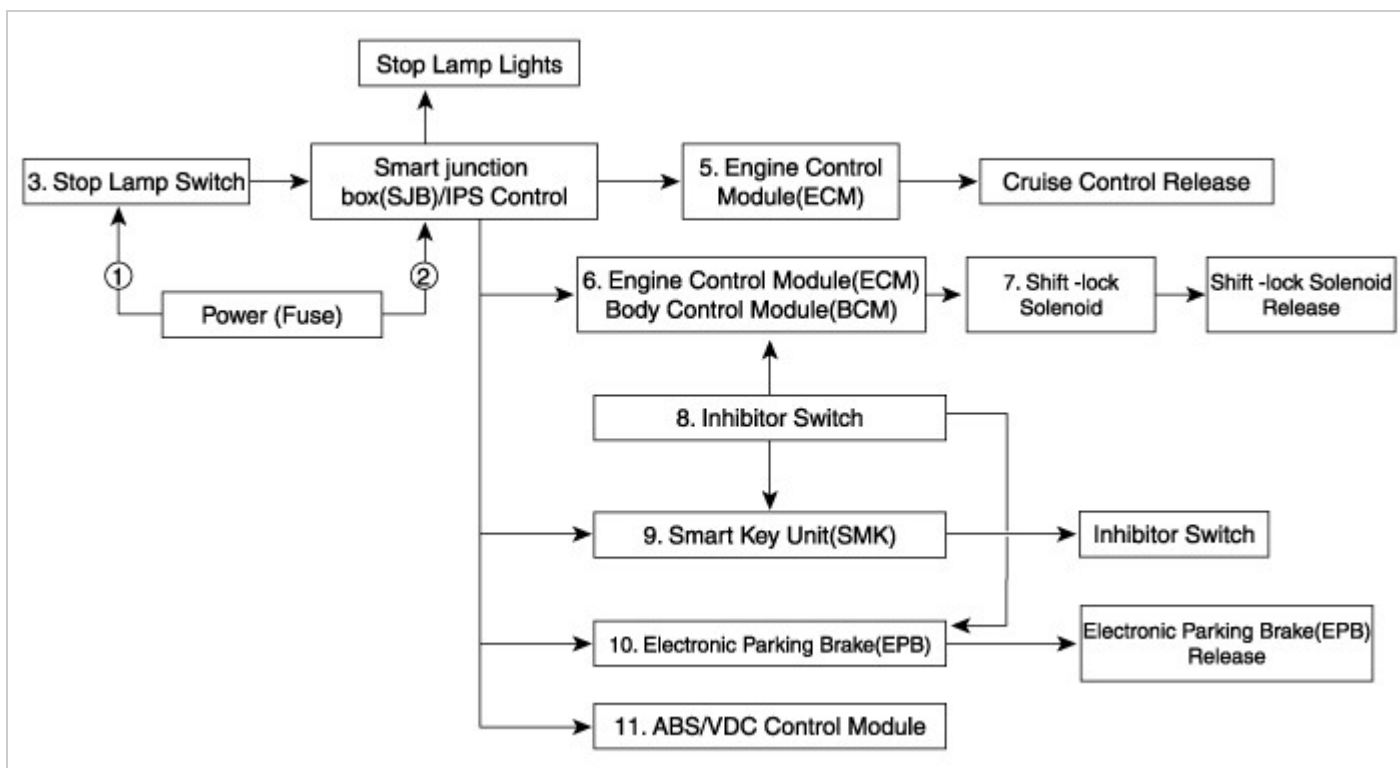 Stop Lamp Lights
3. Stop Lamp Switch
Smart junction
box(SJB)/IPS Control
5. Engine Control
Module(ECM)
Cruise Control Release
1
2
Power (Fuse)
6. Engine Control Module(ECM)
Body Control Module(BCM)
7. Shift -lock
Solenoid
Shift -lock Solenoid
Release
8. Inhibitor Switch
9. Smart Key Unit(SMK)
Inhibitor Switch
10. Electronic Parking Brake(EPB)
Electronic Parking Brake(EPB)
Release
11. ABS/VDC Control Module